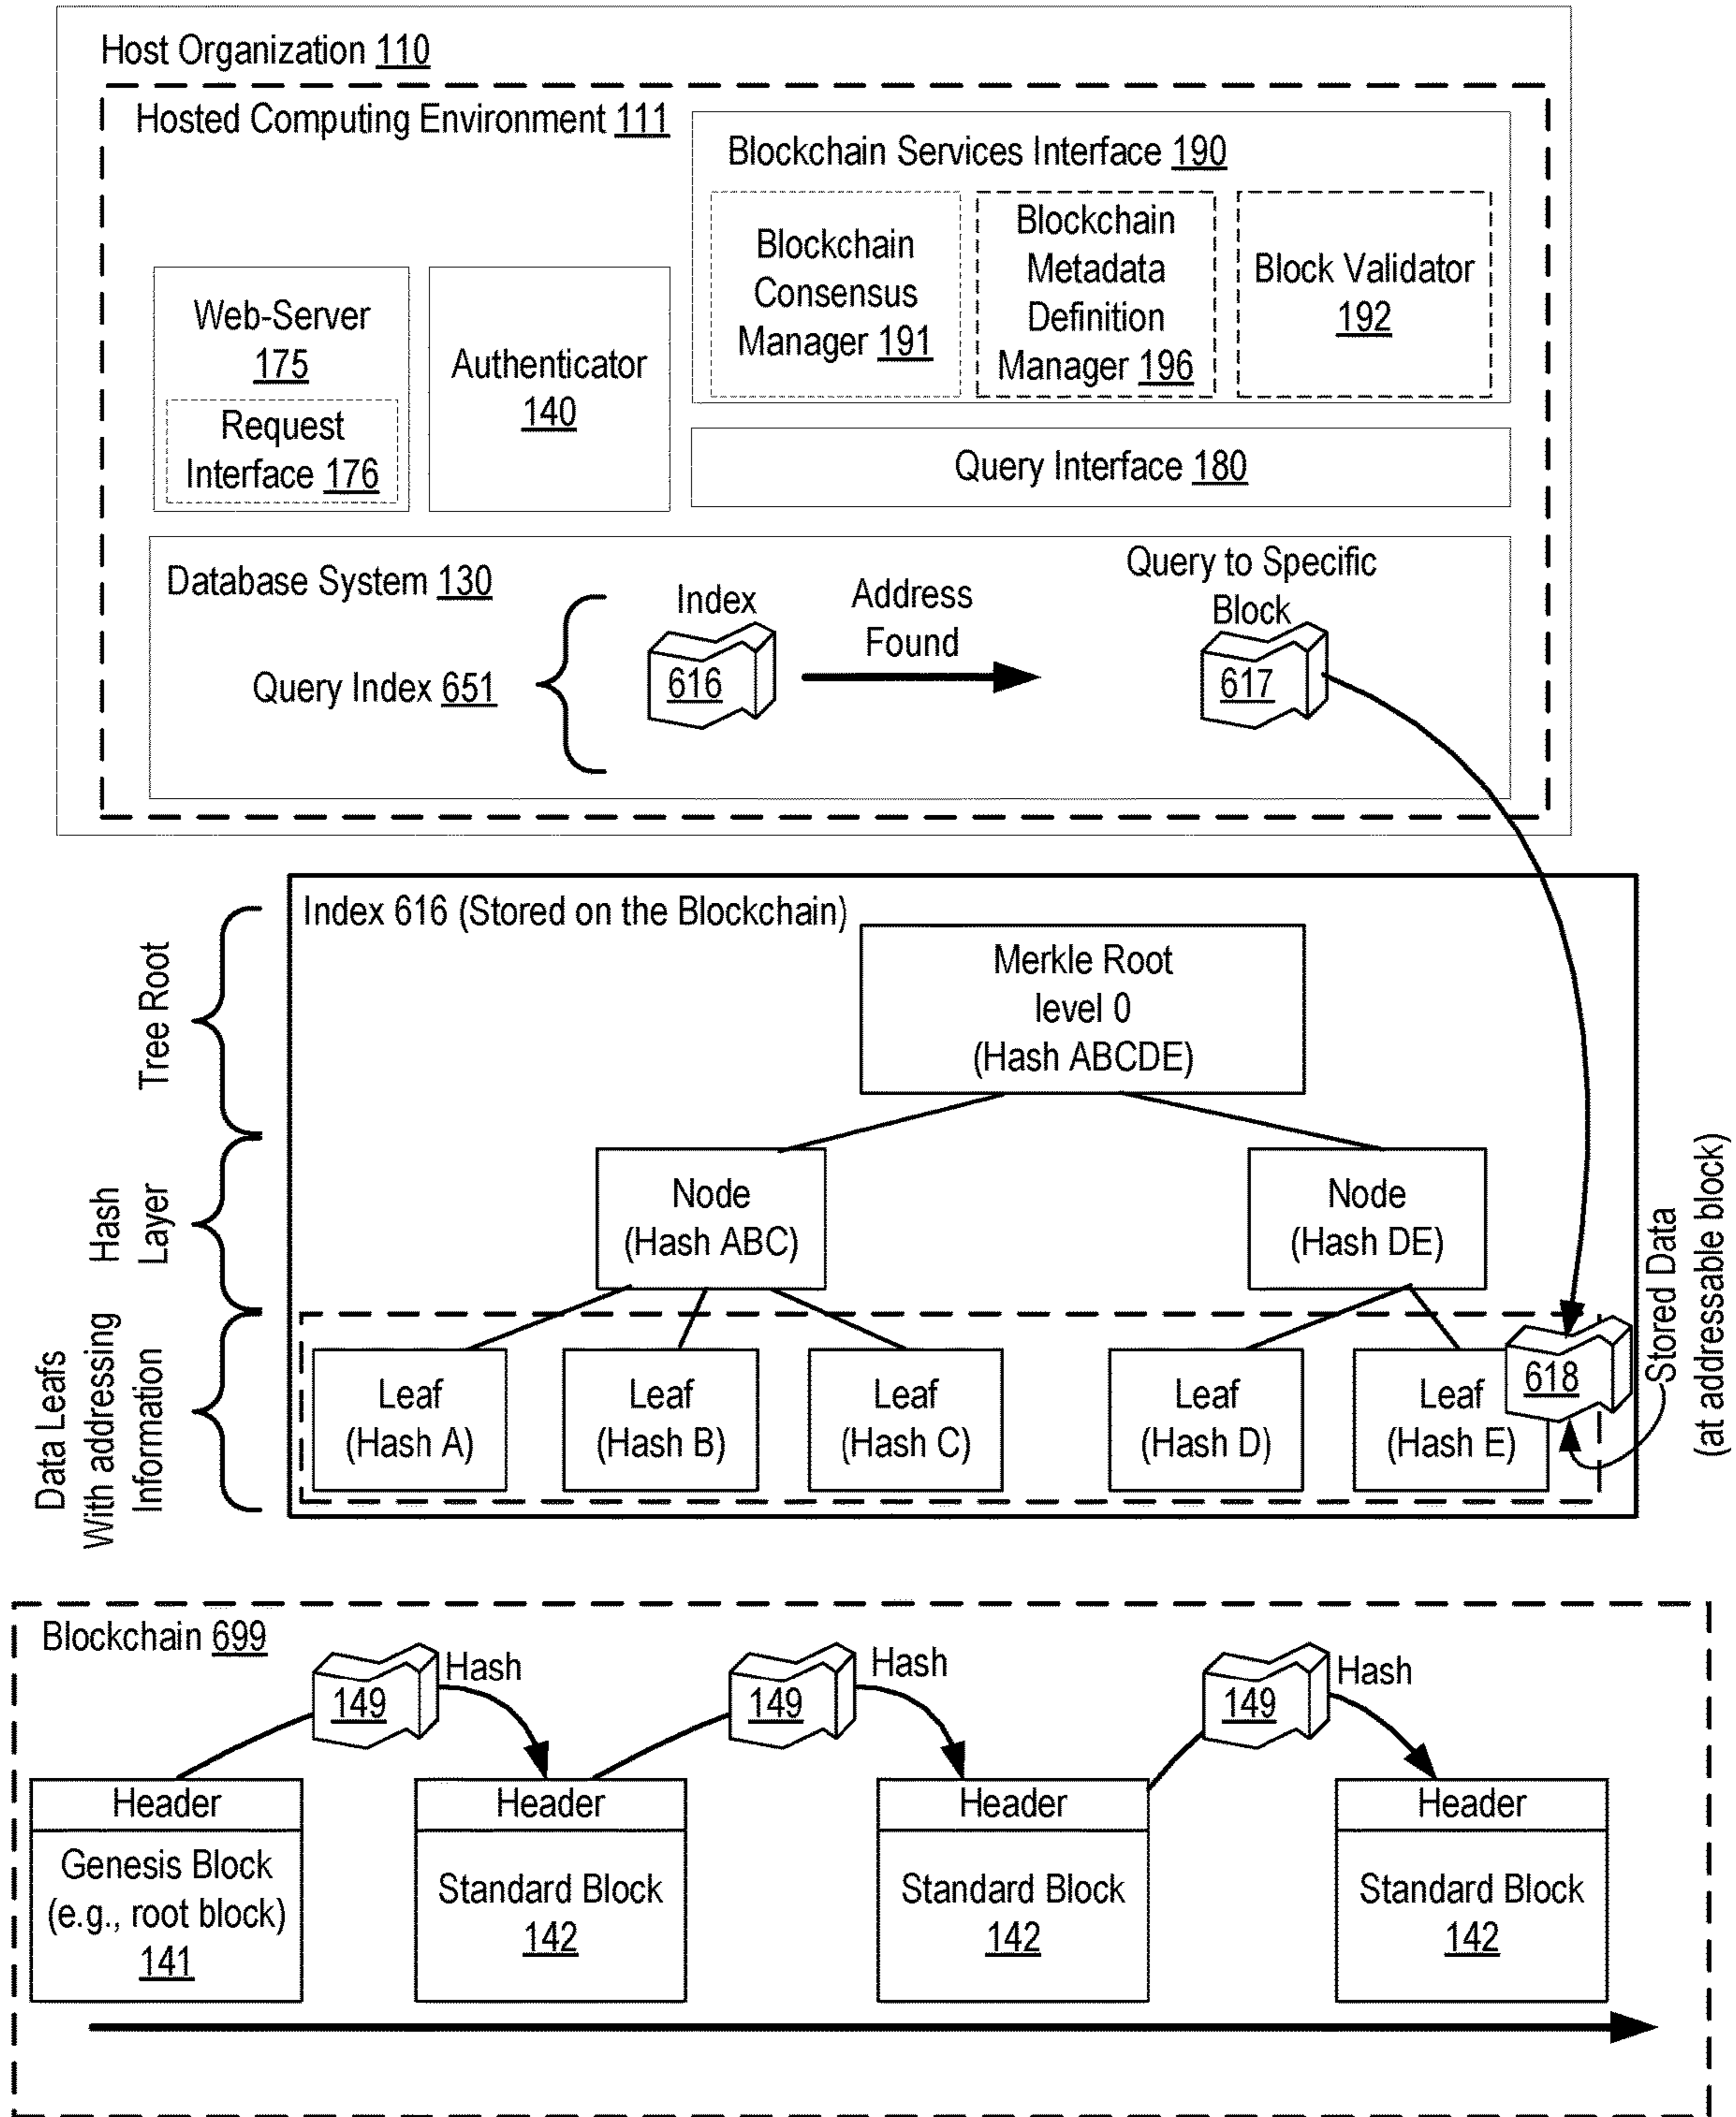 Host Organization 110
Hosted Computing Environment 111
Blockchain Services Interface 190
Blockchain
Consensus
Manager 191
Blockchain
Metadata
Definition
Manager 196
Block Validator
192
Web-Server
175
Request
Interface 176
Authenticator
140
Query Interface 180
Database System 130
Query Index 651
Index
616
Address
Found
Query to Specific
Block
617
Index 616 (Stored on the Blockchain)
Tree Root
Merkle Root
level 0
(Hash ABCDE)
Hash
Layer
Node
(Hash ABC)
Node
(Hash DE)
Data Leafs
With addressing
Information
Leaf
(Hash A)
Leaf
(Hash B)
Leaf
(Hash C)
Leaf
(Hash D)
Leaf
(Hash E)
618
Stored Data
(at addressable block)
Blockchain 699
149
Hash
149
Hash
149
Hash
Header
Genesis Block
(e.g., root block)
141
Header
Standard Block
142
Header
Standard Block
142
Header
Standard Block
142